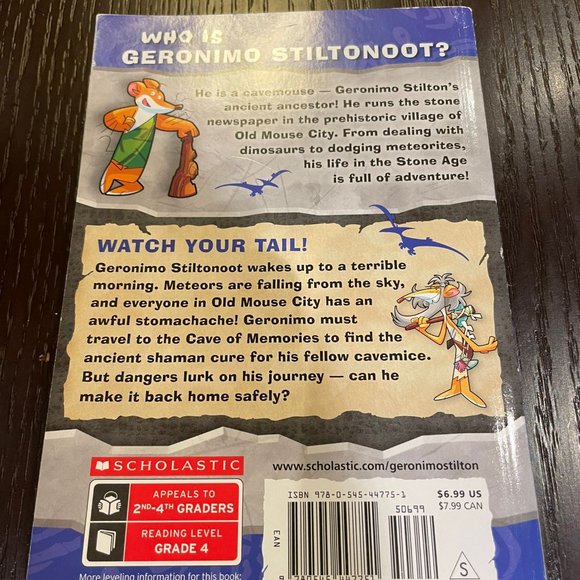 WHO IS
GERONIMO STILTONOOT?
He is a cavemouse — Geronimo Stilton's
ancient ancestor! He runs the stone
newspaper in the prehistoric village of
Old Mouse City. From dealing with
dinosaurs to dodging meteorites,
his life in the Stone Age
is full of adventure!
WATCH YOUR TAIL!
Geronimo Stiltonoot wakes up to a terrible
morning. Meteors are falling from the sky,
and everyone in Old Mouse City has an
awful stomachache! Geronimo must
travel to the Cave of Memories to find the
ancient shaman cure for his fellow cavemice.
But dangers lurk on his journey — can he
make it back home safely?
SCHOLASTIC
www.scholastic.com/geronimostilton
APPEALS TO
2ND–4TH GRADERS
READING LEVEL
GRADE 4
More leveling information for this book:
ISBN 978-0-545-44775-1
50699
EAN
$6.99 US
$7.99 CAN
S